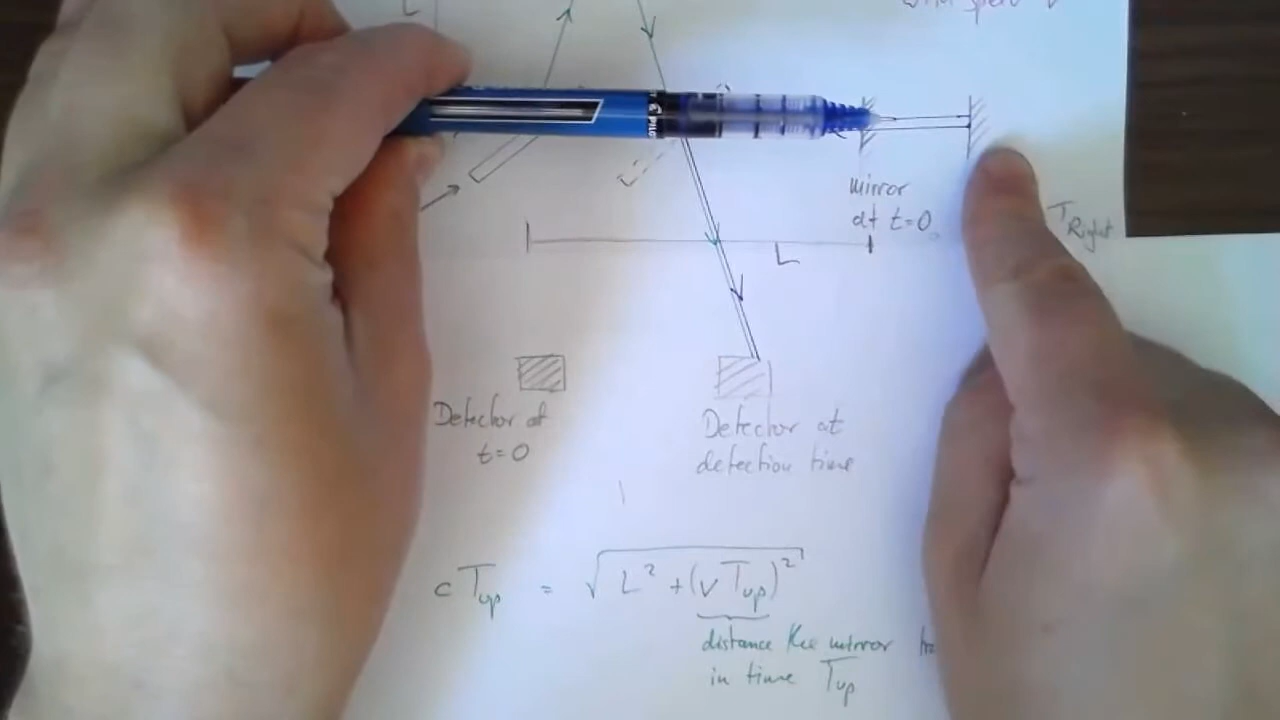 L
mirror
at t=0
T Right
L
PILOT
Detector at
t=0
Detector at
detection time
c T up = √ L² + (v T up)²
distance the mirror
in time T up